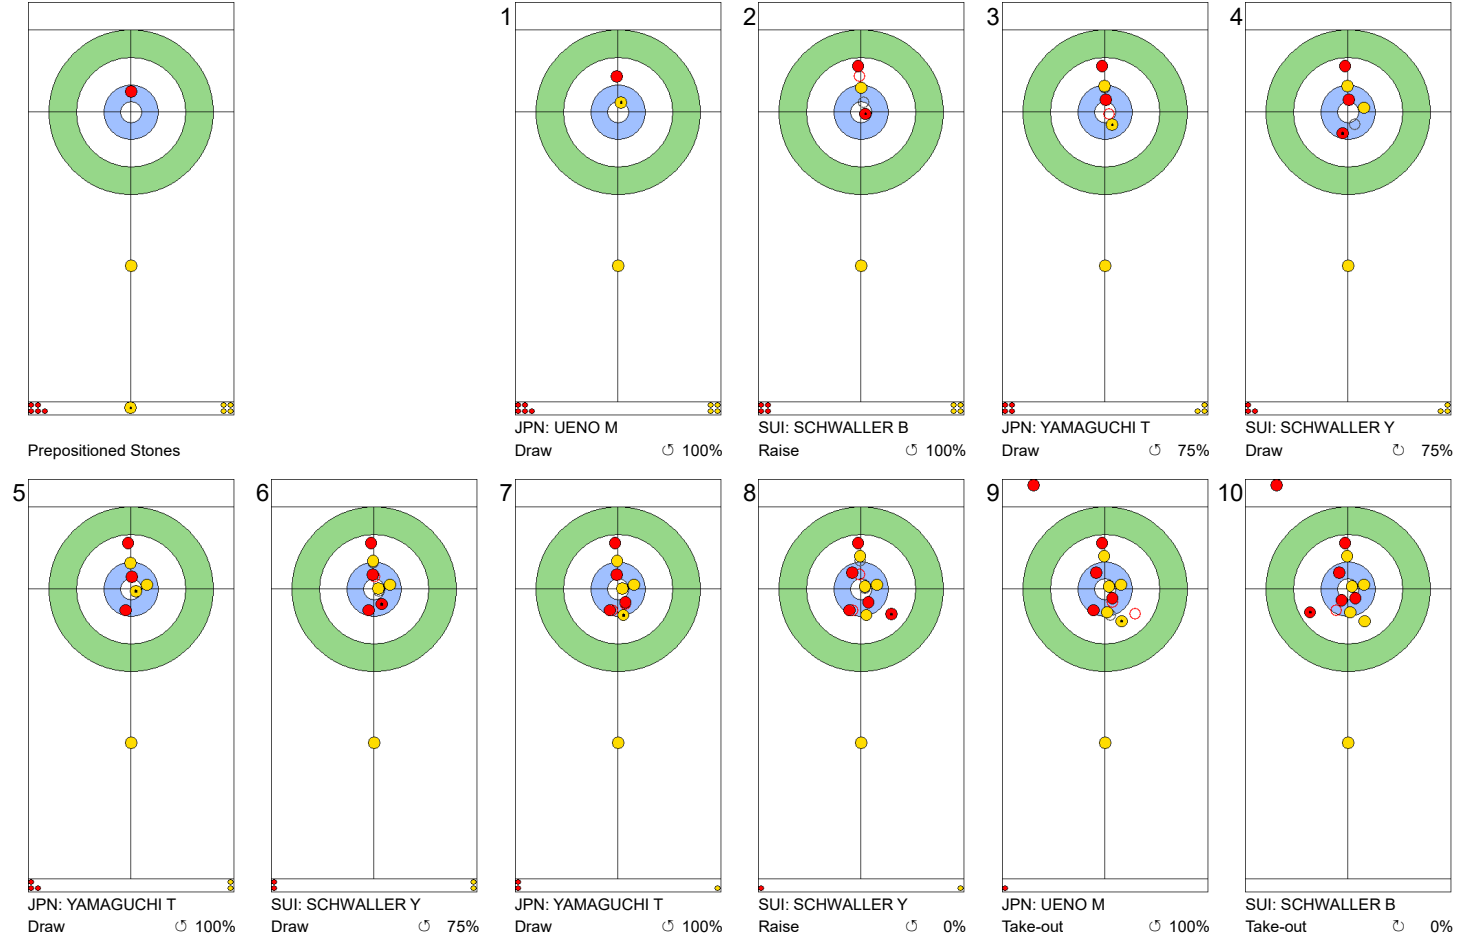 1
2
3
4
Prepositioned Stones
JPN: UENO M
Draw ↺ 100%
SUI: SCHWALLER B
Raise ↺ 100%
JPN: YAMAGUCHI T
Draw ↺ 75%
SUI: SCHWALLER Y
Draw ↻ 75%
5
6
7
8
9
10
JPN: YAMAGUCHI T
Draw ↺ 100%
SUI: SCHWALLER Y
Draw ↺ 75%
JPN: YAMAGUCHI T
Draw ↺ 100%
SUI: SCHWALLER Y
Raise ↺ 0%
JPN: UENO M
Take-out ↺ 100%
SUI: SCHWALLER B
Take-out ↻ 0%